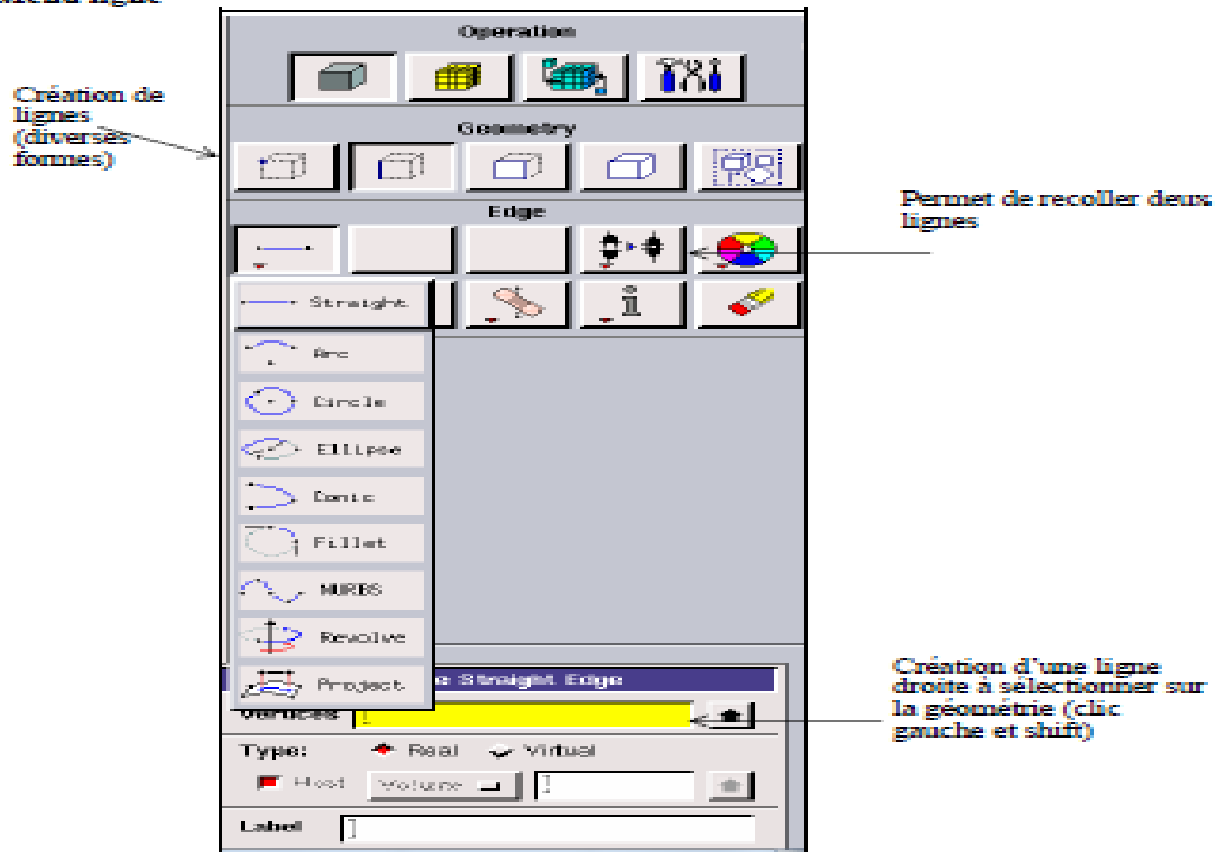 Menu ligne
Operation
Création de
lignes
(diverses
formes)
Geometry
Permet de recoller deux
lignes
Edge
Straight
Arc
Circle
Ellipse
Conic
Fillet
NURBS
Revolve
Project
Straight Edge
Vertices
Création d'une ligne
droite à sélectionner sur
la géométrie (clic
gauche et shift)
Type: Real Virtual
Host Volume
Label